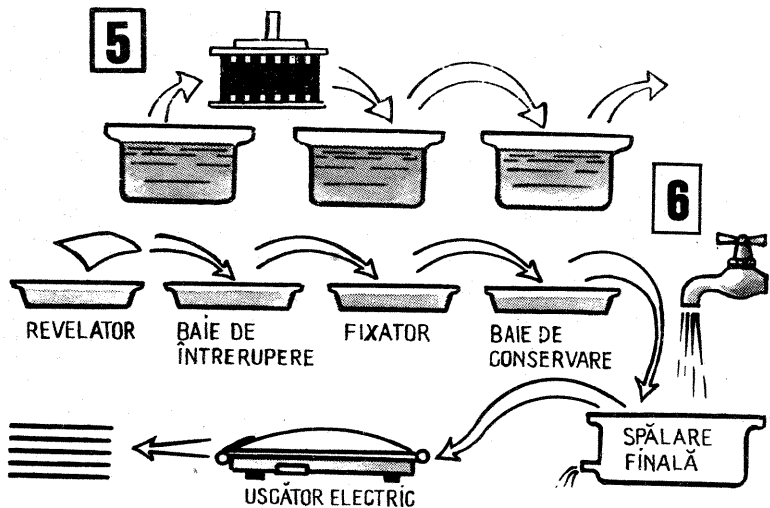 5
6
REVELATOR
BAIE DE
ÎNTRERUPERE
FIXATOR
BAIE DE
CONSERVARE
SPĂLARE
FINALĂ
USCĂTOR ELECTRIC